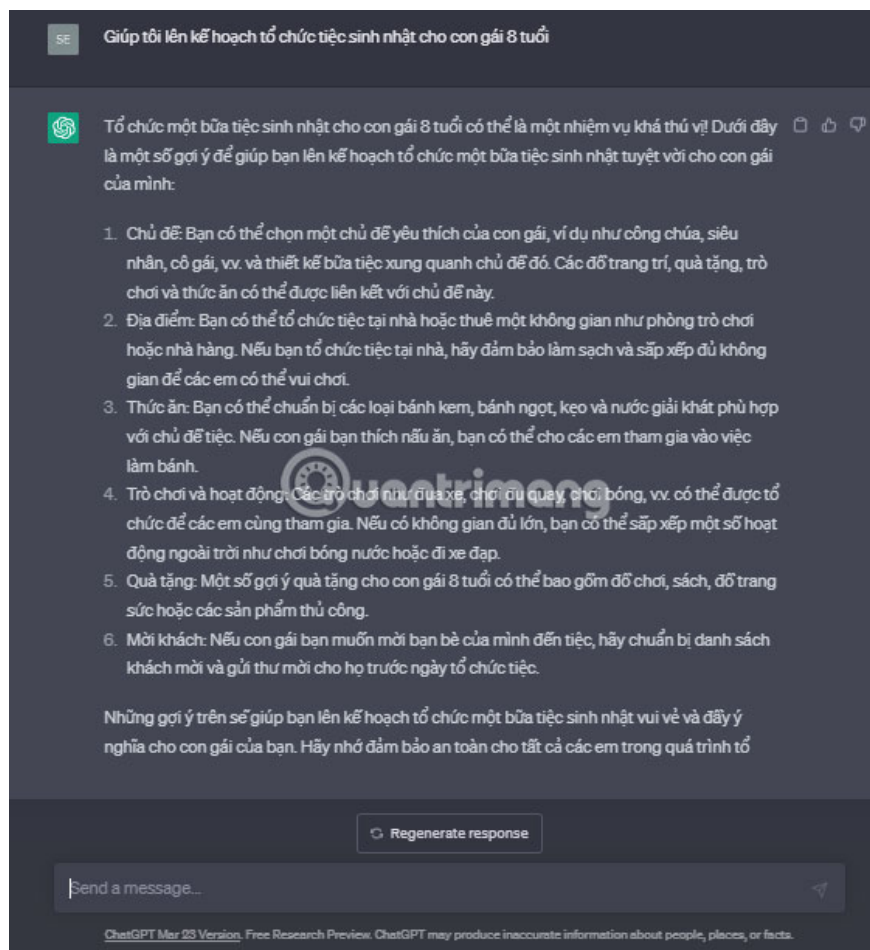 SE
Giúp tôi lên kế hoạch tổ chức tiệc sinh nhật cho con gái 8 tuổi
Tổ chức một bữa tiệc sinh nhật cho con gái 8 tuổi có thể là một nhiệm vụ khá thú vị! Dưới đây
là một số gợi ý để giúp bạn lên kế hoạch tổ chức một bữa tiệc sinh nhật tuyệt vời cho con gái
của mình:
1. Chủ đề: Bạn có thể chọn một chủ đề yêu thích của con gái, ví dụ như công chúa, siêu
nhân, cô gái, v.v. và thiết kế bữa tiệc xung quanh chủ đề đó. Các đồ trang trí, quà tặng, trò
chơi và thức ăn có thể được liên kết với chủ đề này.
2. Địa điểm: Bạn có thể tổ chức tiệc tại nhà hoặc thuê một không gian như phòng trò chơi
hoặc nhà hàng. Nếu bạn tổ chức tiệc tại nhà, hãy đảm bảo làm sạch và sắp xếp đủ không
gian để các em có thể vui chơi.
3. Thức ăn: Bạn có thể chuẩn bị các loại bánh kem, bánh ngọt, kẹo và nước giải khát phù hợp
với chủ đề tiệc. Nếu con gái bạn thích nấu ăn, bạn có thể cho các em tham gia vào việc
làm bánh.
Quantrimang
4. Trò chơi và hoạt động: Các trò chơi như đua xe, chơi đu quay, chơi bóng, v.v. có thể được tổ
chức để các em cùng tham gia. Nếu có không gian đủ lớn, bạn có thể sắp xếp một số hoạt
động ngoài trời như chơi bóng nước hoặc đi xe đạp.
5. Quà tặng: Một số gợi ý quà tặng cho con gái 8 tuổi có thể bao gồm đồ chơi, sách, đồ trang
sức hoặc các sản phẩm thủ công.
6. Mời khách: Nếu con gái bạn muốn mời bạn bè của mình đến tiệc, hãy chuẩn bị danh sách
khách mời và gửi thư mời cho họ trước ngày tổ chức tiệc.
Những gợi ý trên sẽ giúp bạn lên kế hoạch tổ chức một bữa tiệc sinh nhật vui vẻ và đầy ý
nghĩa cho con gái của bạn. Hãy nhớ đảm bảo an toàn cho tất cả các em trong quá trình tổ
Regenerate response
Send a message...
ChatGPT Mar 23 Version. Free Research Preview. ChatGPT may produce inaccurate information about people, places, or facts.